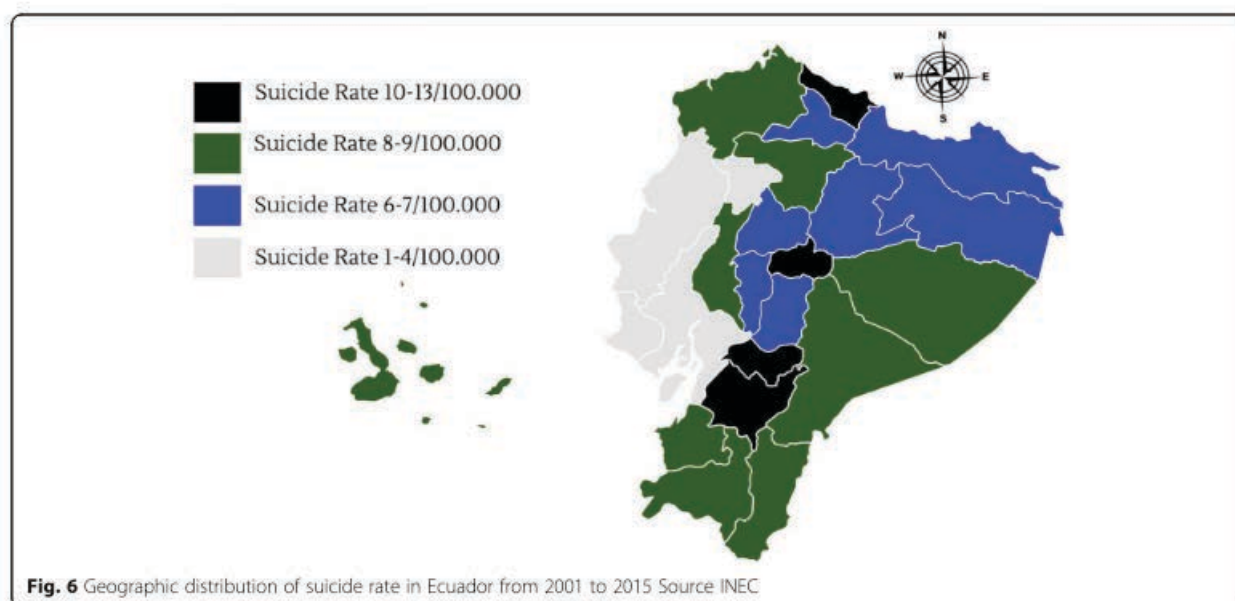 N
W
E
S
Suicide Rate 10-13/100.000
Suicide Rate 8-9/100.000
Suicide Rate 6-7/100.000
Suicide Rate 1-4/100.000
Fig. 6 Geographic distribution of suicide rate in Ecuador from 2001 to 2015 Source INEC